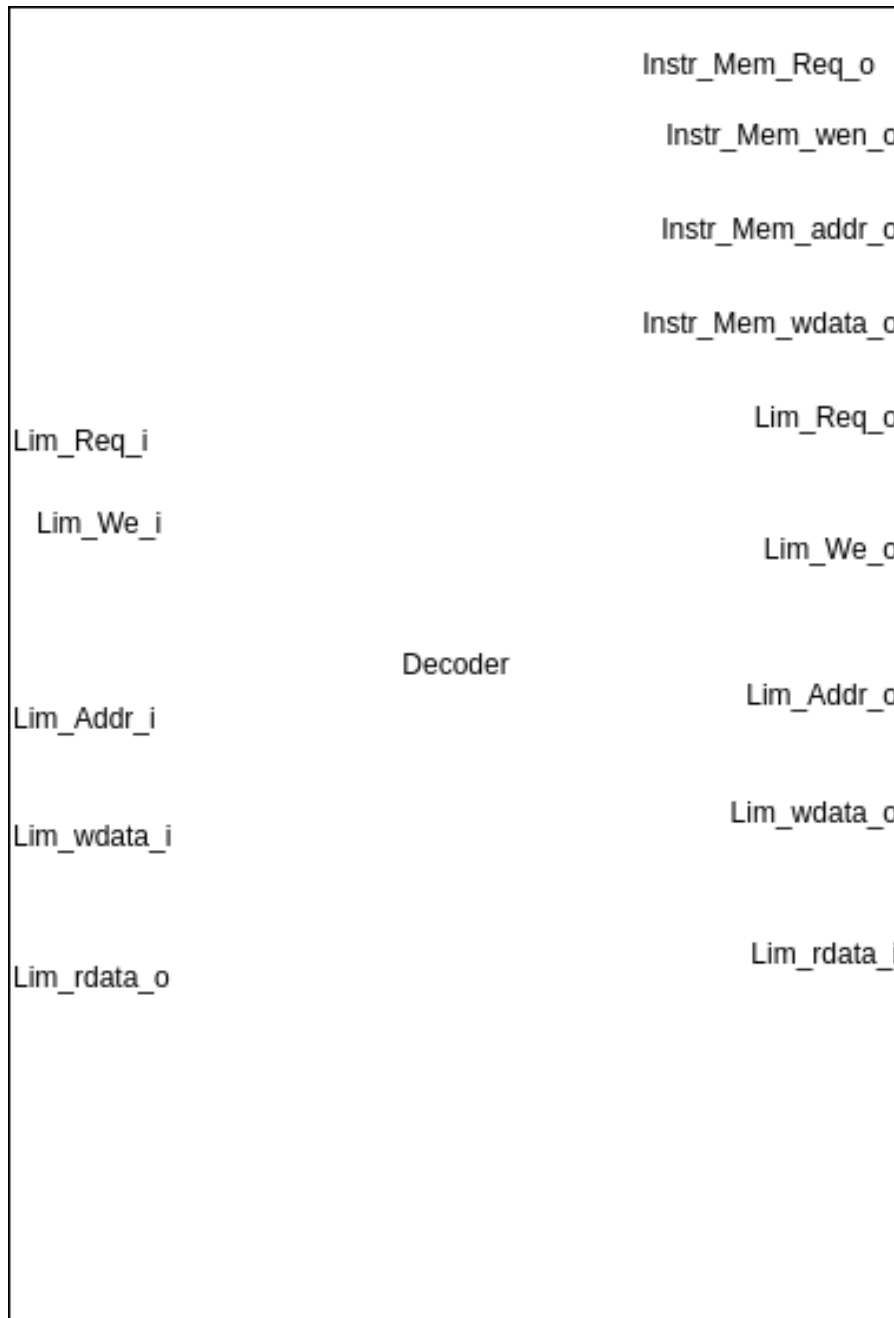 Instr_Mem_Req_o
Instr_Mem_wen_o
Instr_Mem_addr_o
Instr_Mem_wdata_o
Lim_Req_o
Lim_Req_i
Lim_We_i
Lim_We_o
Decoder
Lim_Addr_o
Lim_Addr_i
Lim_wdata_o
Lim_wdata_i
Lim_rdata_i
Lim_rdata_o